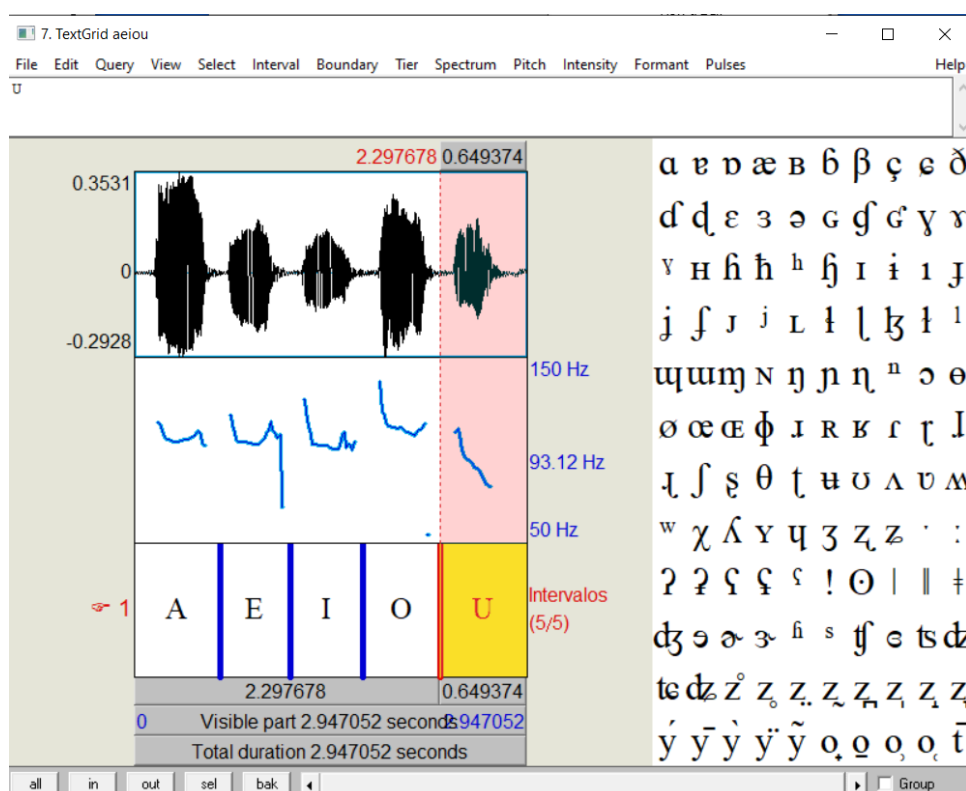 7. TextGrid aeiou
File Edit Query View Select Interval Boundary Tier Spectrum Pitch Intensity Formant Pulses Help
U
2.297678 0.649374
0.3531
0
-0.2928
150 Hz
93.12 Hz
50 Hz
☞ 1 A E I O U Intervalos
(5/5)
2.297678 0.649374
0 Visible part 2.947052 seconds 2.947052
Total duration 2.947052 seconds
all in out sel bak Group
ɑ ɐ ɒ æ ʙ ɓ β ç ɕ ð
ɗ ɖ ɛ ɜ ə ɢ ʠ ɠ ɣ ɤ
ˠ ʜ ɦ ħ ʰ ɧ ɪ ɨ ɟ
ʝ ʄ ɹ ʲ ʟ ɭ ɮ ˡ
ɰ ɯ ɱ ɴ ŋ ɲ ɳ ⁿ ɔ ɵ
ø œ ɶ ɸ ɹ ʀ ʁ ɾ ɽ ɺ
ɻ ʃ ʂ θ ʈ ʉ ʊ ʌ ʋ ʍ
ʷ χ ʎ ʏ ɥ ʒ ʐ ʑ
ʔ ʡ ʕ ʢ ˤ ! ʘ ǀ ǁ ǂ